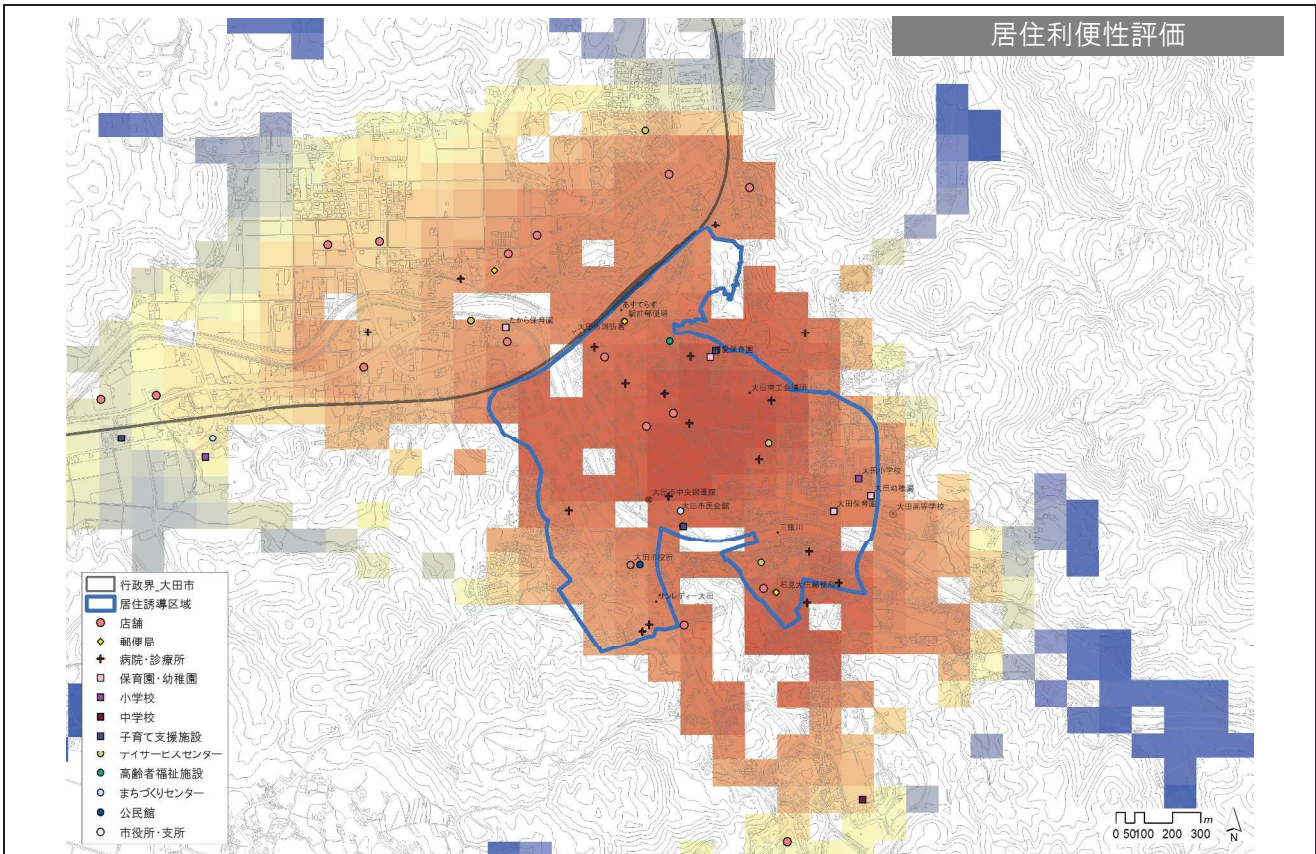 居住利便性評価
あすてらす
駅前郵便局
大田市消防署
たから保育園
大田商工会議所
大田小学校
大田幼稚園
大田保育園
大田高等学校
大田市中央図書館
大田市民会館
三瓶川
大田市役所
石見大田郵便局
サンレディー大田
行政界_大田市
居住誘導区域
店舗
郵便局
病院・診療所
保育園・幼稚園
小学校
中学校
子育て支援施設
デイサービスセンター
高齢者福祉施設
まちづくりセンター
公民館
市役所・支所
m
0 50100 200 300
N